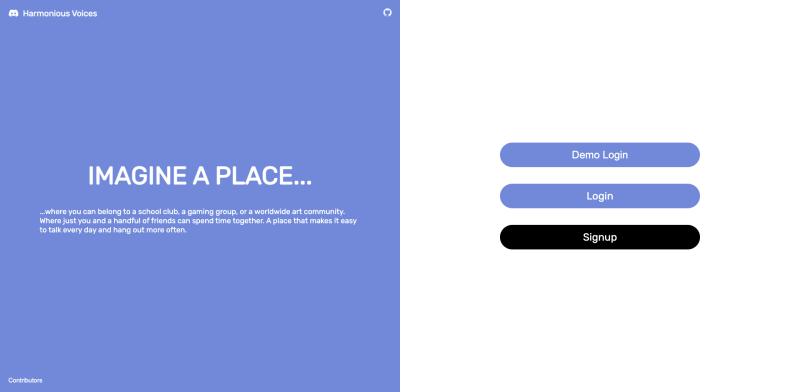 Harmonious Voices
IMAGINE A PLACE...
...where you can belong to a school club, a gaming group, or a worldwide art community.
Where just you and a handful of friends can spend time together. A place that makes it easy
to talk every day and hang out more often.
Contributors
Demo Login
Login
Signup